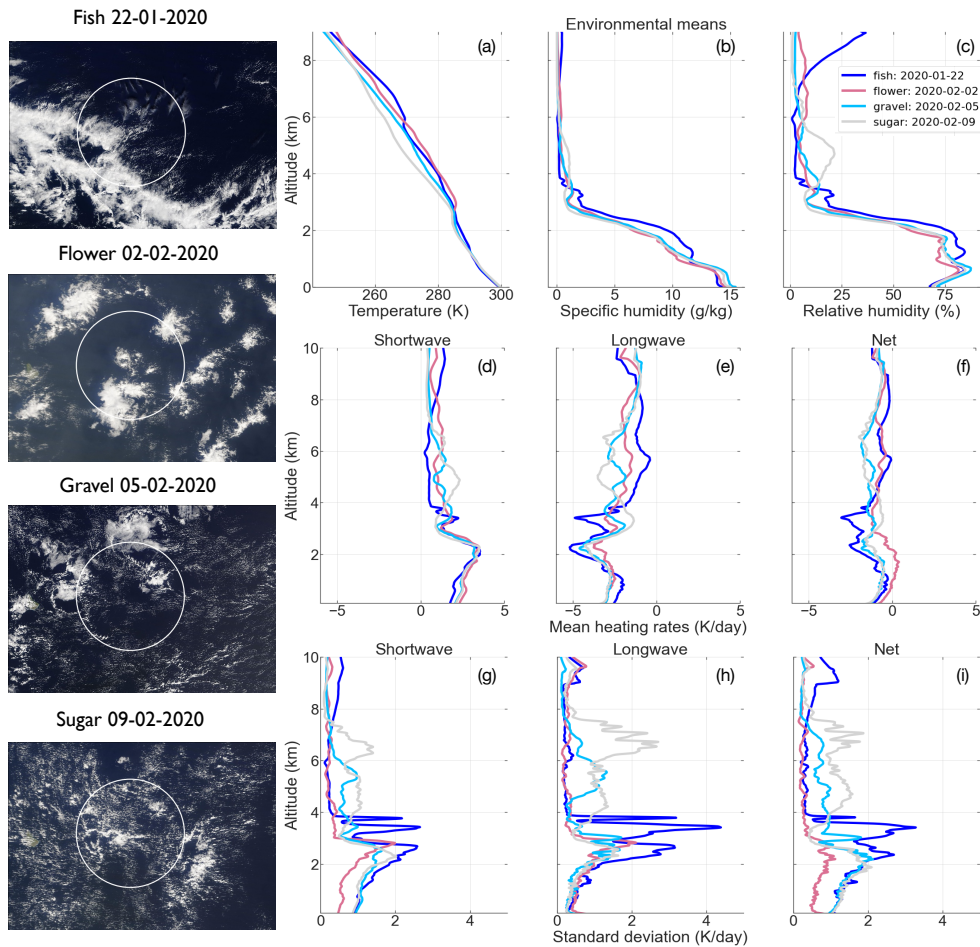 Fish 22-01-2020
Flower 02-02-2020
Gravel 05-02-2020
Sugar 09-02-2020
Environmental means
(a)
(b)
(c)
fish: 2020-01-22
flower: 2020-02-02
gravel: 2020-02-05
sugar: 2020-02-09
8
6
4
2
0
Altitude (km)
260
280
300
Temperature (K)
0
5
10
15
Specific humidity (g/kg)
0
25
50
75
Relative humidity (%)
Shortwave
Longwave
Net
(d)
(e)
(f)
10
8
6
4
2
Altitude (km)
−5
0
5
−5
0
5
−5
0
5
Mean heating rates (K/day)
Shortwave
Longwave
Net
(g)
(h)
(i)
10
8
6
4
2
Altitude (km)
0
2
4
0
2
4
0
2
4
Standard deviation (K/day)